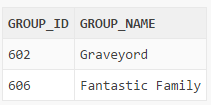 GROUP_ID GROUP_NAME
602 Graveyord
606 Fantastic Family